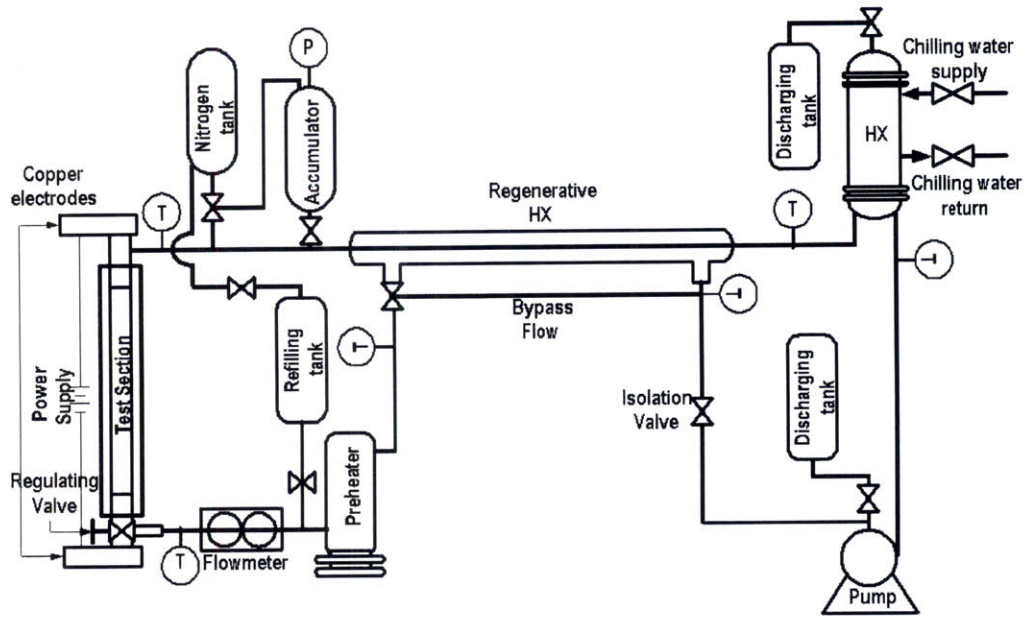 P
Nitrogen
tank
Accumulator
Discharging
tank
Chilling water
supply
HX
Chilling water
return
Copper
electrodes
T
Regenerative
HX
T
T
T
Bypass
Flow
T
Refilling
tank
Isolation
Valve
Discharging
tank
Power
Supply
Test Section
Regulating
Valve
Preheater
T
Flowmeter
Pump